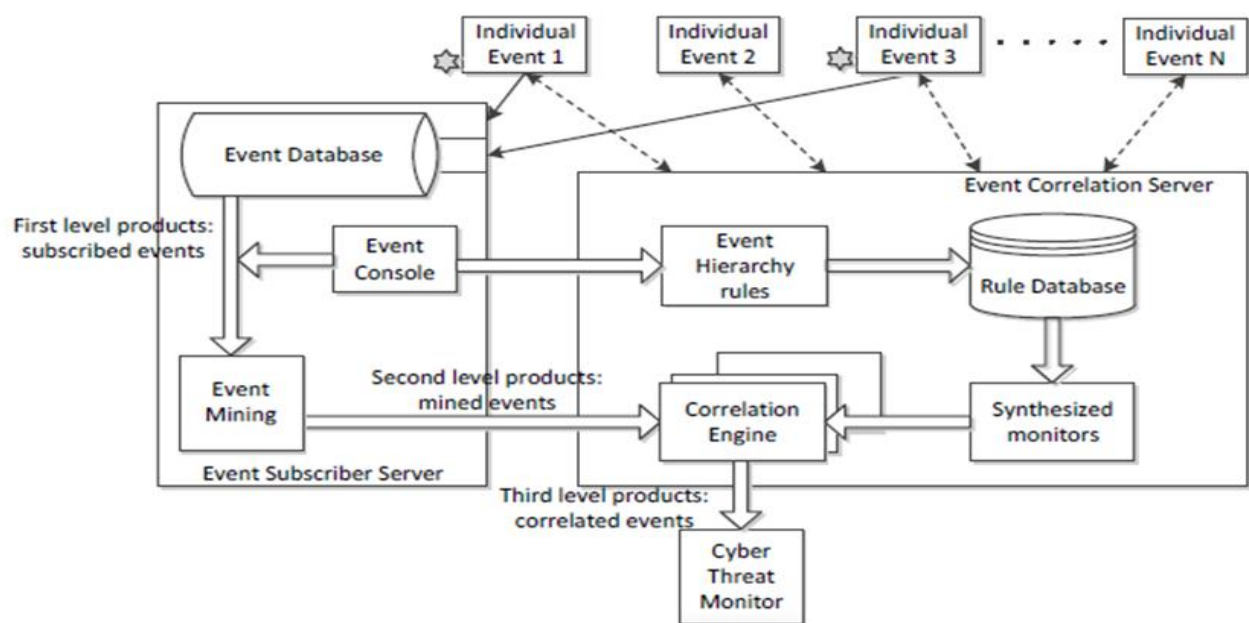 Individual
Event 1
Individual
Event 2
Individual
Event 3
Individual
Event N
Event Database
Event Correlation Server
First level products:
subscribed events
Event
Console
Event
Hierarchy
rules
Rule Database
Event
Mining
Second level products:
mined events
Correlation
Engine
Synthesized
monitors
Event Subscriber Server
Third level products:
correlated events
Cyber
Threat
Monitor